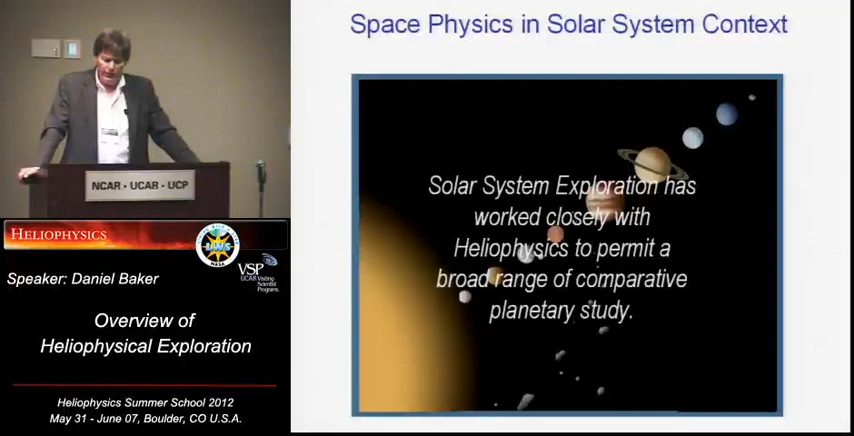 Space Physics in Solar System Context
Solar System Exploration has
worked closely with
Heliophysics to permit a
broad range of comparative
planetary study.
NCAR • UCAR • UCP
HELIOPHYSICS
LWS
NASA
VSP
UCAR Visiting
Scientist
Programs
Speaker: Daniel Baker
Overview of
Heliophysical Exploration
Heliophysics Summer School 2012
May 31 - June 07, Boulder, CO U.S.A.